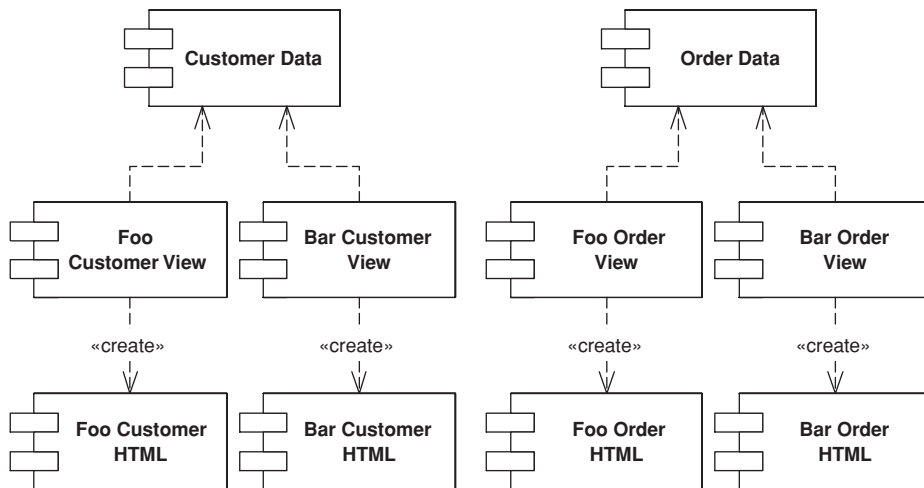 Customer Data
Order Data
Foo
Customer View
Bar Customer
View
Foo Order
View
Bar Order
View
«create»
«create»
«create»
«create»
Foo Customer
HTML
Bar Customer
HTML
Foo Order
HTML
Bar Order
HTML